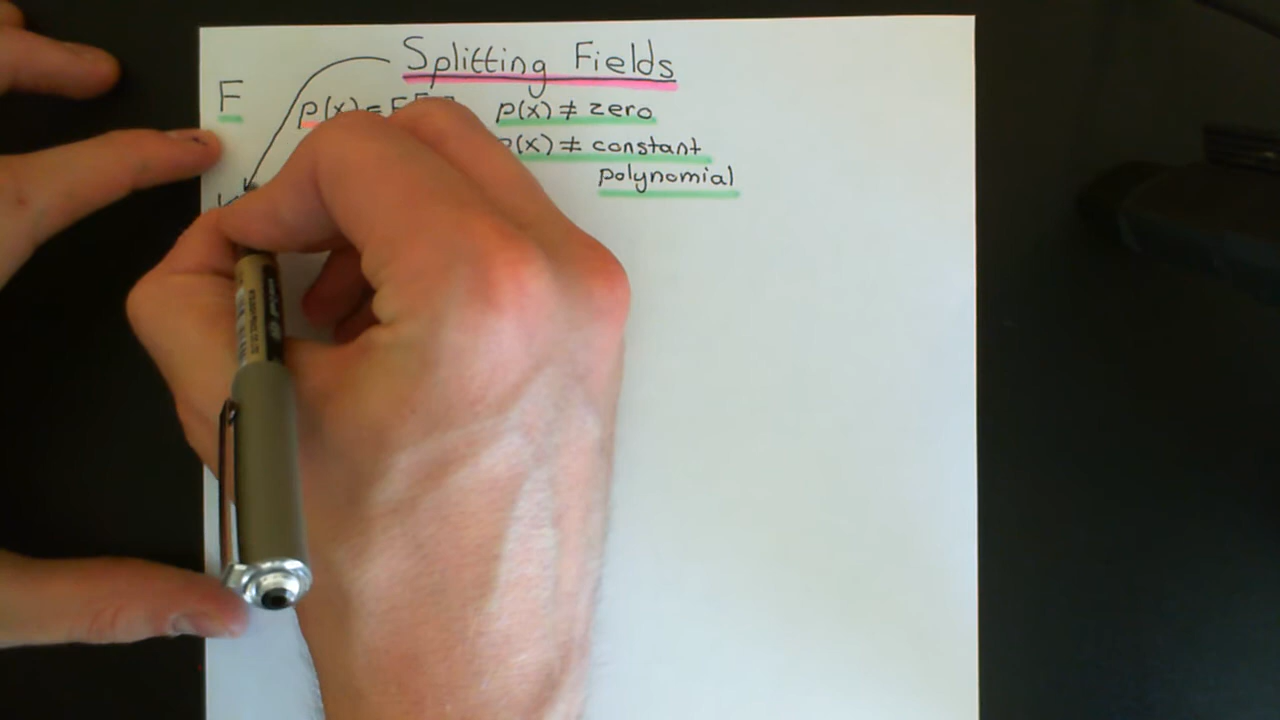 Splitting Fields
F
p(x) = F p(x) ≠ zero
(x) ≠ constant
polynomial